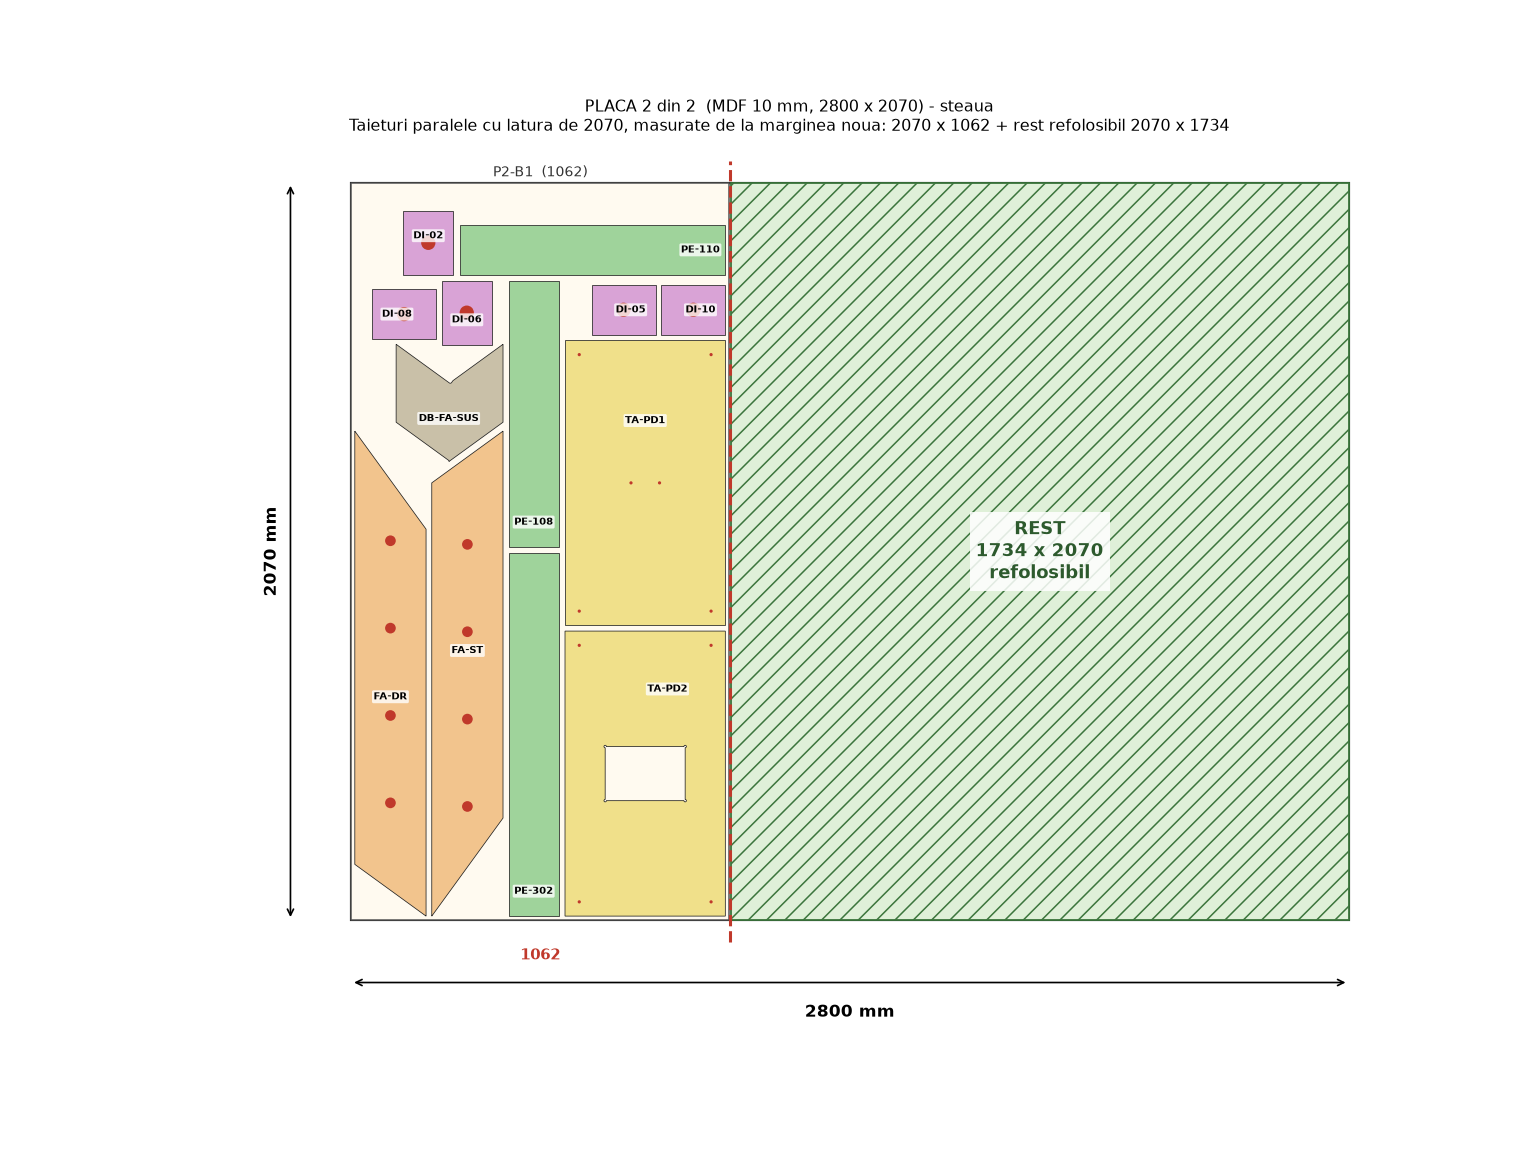 PLACA 2 din 2  (MDF 10 mm, 2800 x 2070) - steaua
Taieturi paralele cu latura de 2070, masurate de la marginea noua: 2070 x 1062 + rest refolosibil 2070 x 1734
P2-B1  (1062)
DI-02
PE-110
DI-08
DI-06
DI-05
DI-10
DB-FA-SUS
TA-PD1
PE-108
2070 mm
REST
1734 x 2070
refolosibil
FA-ST
FA-DR
TA-PD2
PE-302
1062
2800 mm